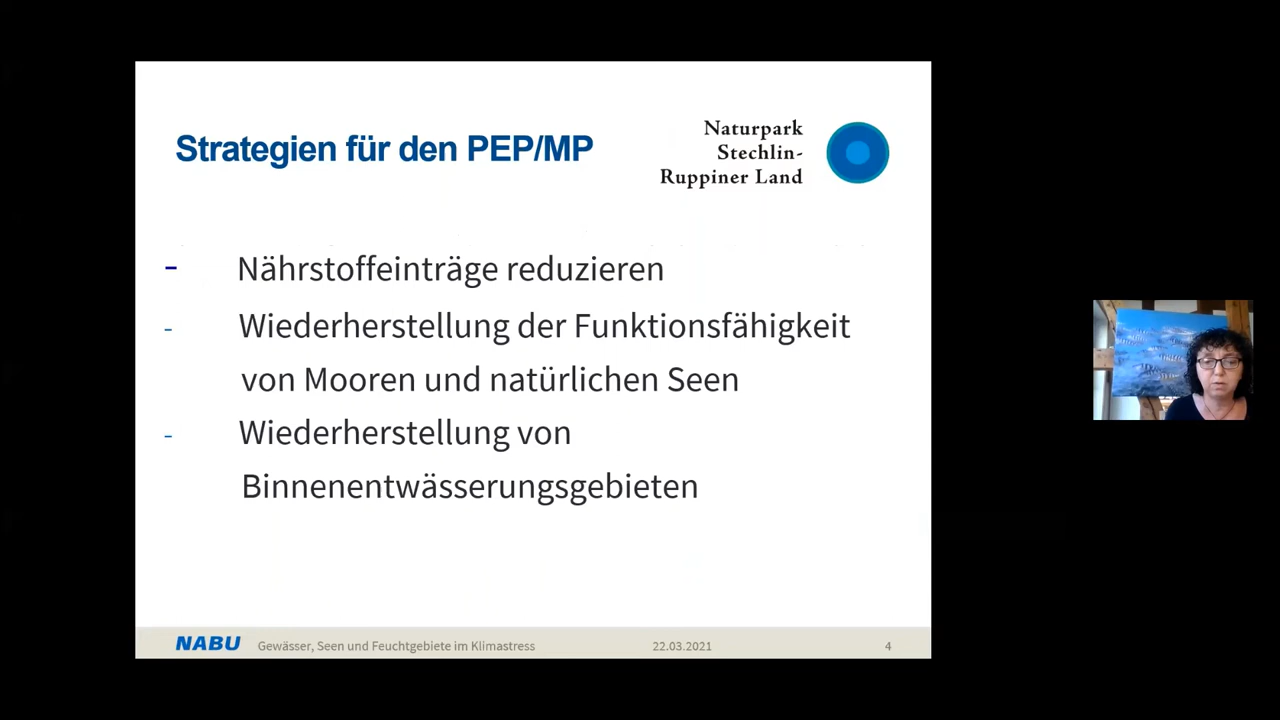 Strategien für den PEP/MP
Naturpark
Stechlin-
Ruppiner Land
- Nährstoffeinträge reduzieren
- Wiederherstellung der Funktionsfähigkeit
von Mooren und natürlichen Seen
- Wiederherstellung von
Binnenentwässerungsgebieten
NABU Gewässer, Seen und Feuchtgebiete im Klimastress 22.03.2021 4